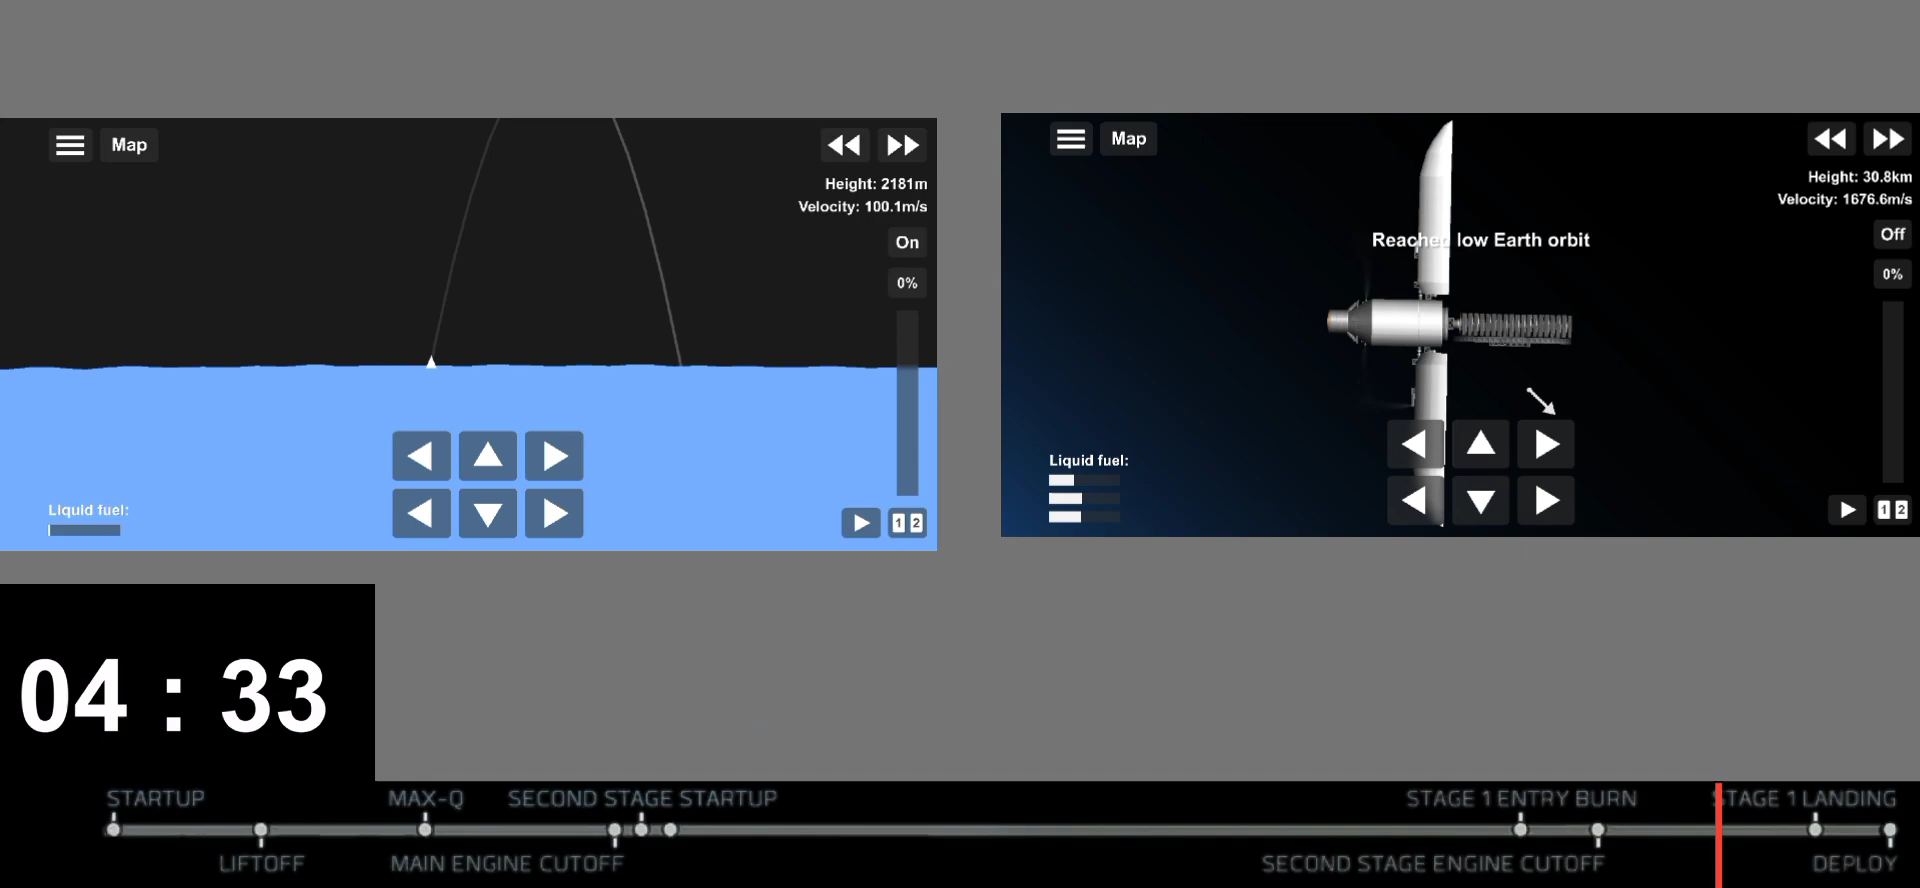 Map
Height: 2181m
Velocity: 100.1m/s
On
0%
Liquid fuel:
1 2
Map
Height: 30.8km
Velocity: 1676.6m/s
Reached low Earth orbit
Off
0%
Liquid fuel:
1 2
04 : 33
STARTUP
MAX-Q
SECOND STAGE STARTUP
STAGE 1 ENTRY BURN
STAGE 1 LANDING
LIFTOFF
MAIN ENGINE CUTOFF
SECOND STAGE ENGINE CUTOFF
DEPLOY